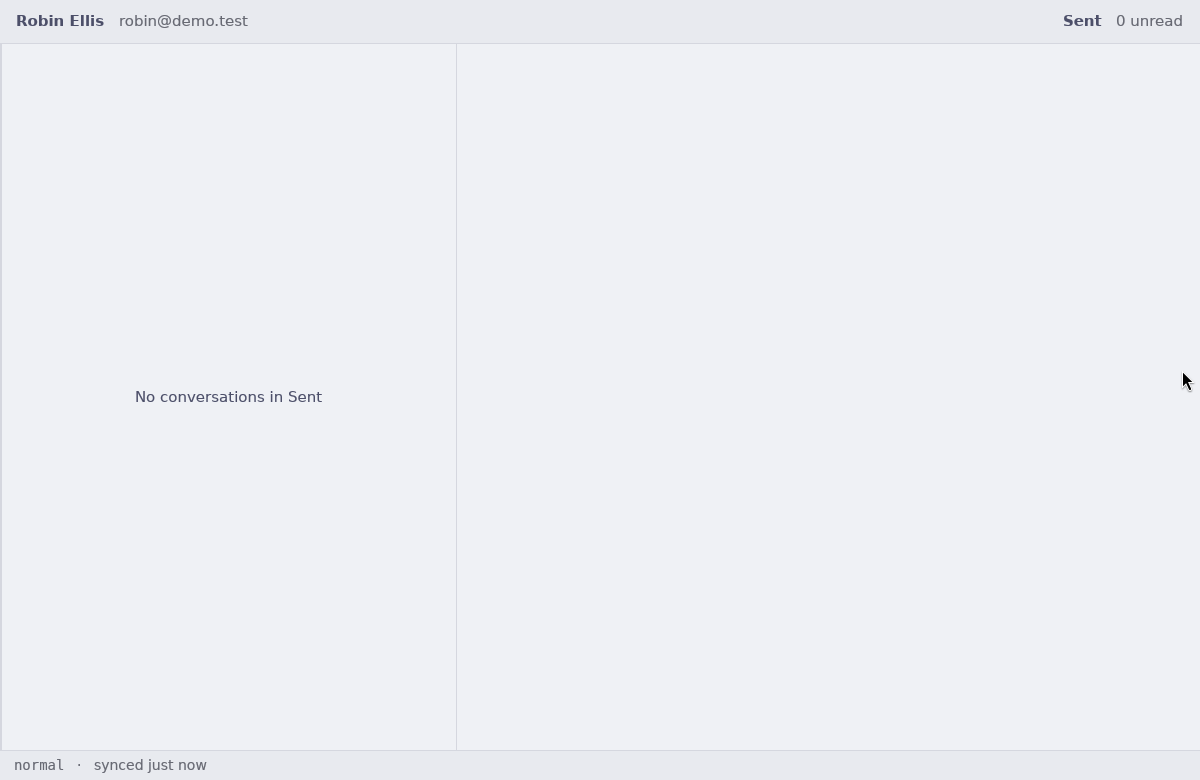 Robin Ellis robin@demo.test Sent 0 unread
No conversations in Sent
normal · synced just now